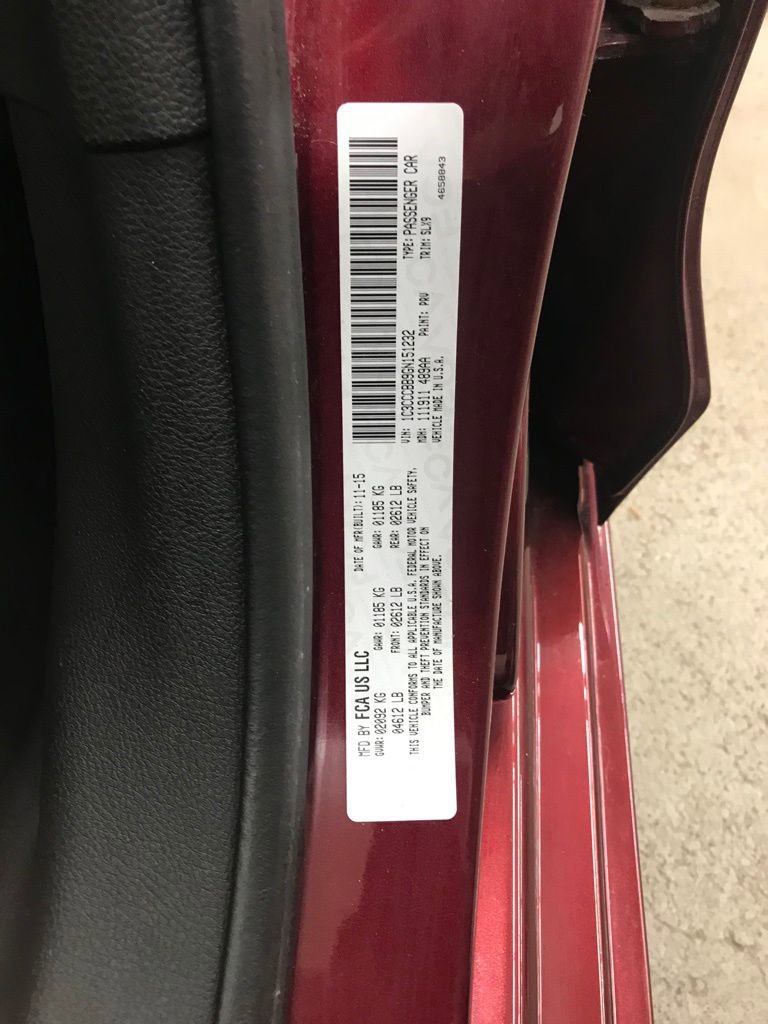 MFD BY FCA US LLC
DATE OF MFR(BUILT): 11-15
GVWR: 02092 KG
GAWR: 01185 KG
GAWR: 01185 KG
04612 LB
FRONT: 02612 LB
REAR: 02612 LB
THIS VEHICLE CONFORMS TO ALL APPLICABLE U.S.A. FEDERAL MOTOR VEHICLE SAFETY,
BUMPER AND THEFT PREVENTION STANDARDS IN EFFECT ON
THE DATE OF MANUFACTURE SHOWN ABOVE.
VIN: 1C3CCCBB9GN151232
TYPE: PASSENGER CAR
MDH: 111911 489AA
PAINT: PRV
TRIM: SLX9
VEHICLE MADE IN U.S.A.
4658843